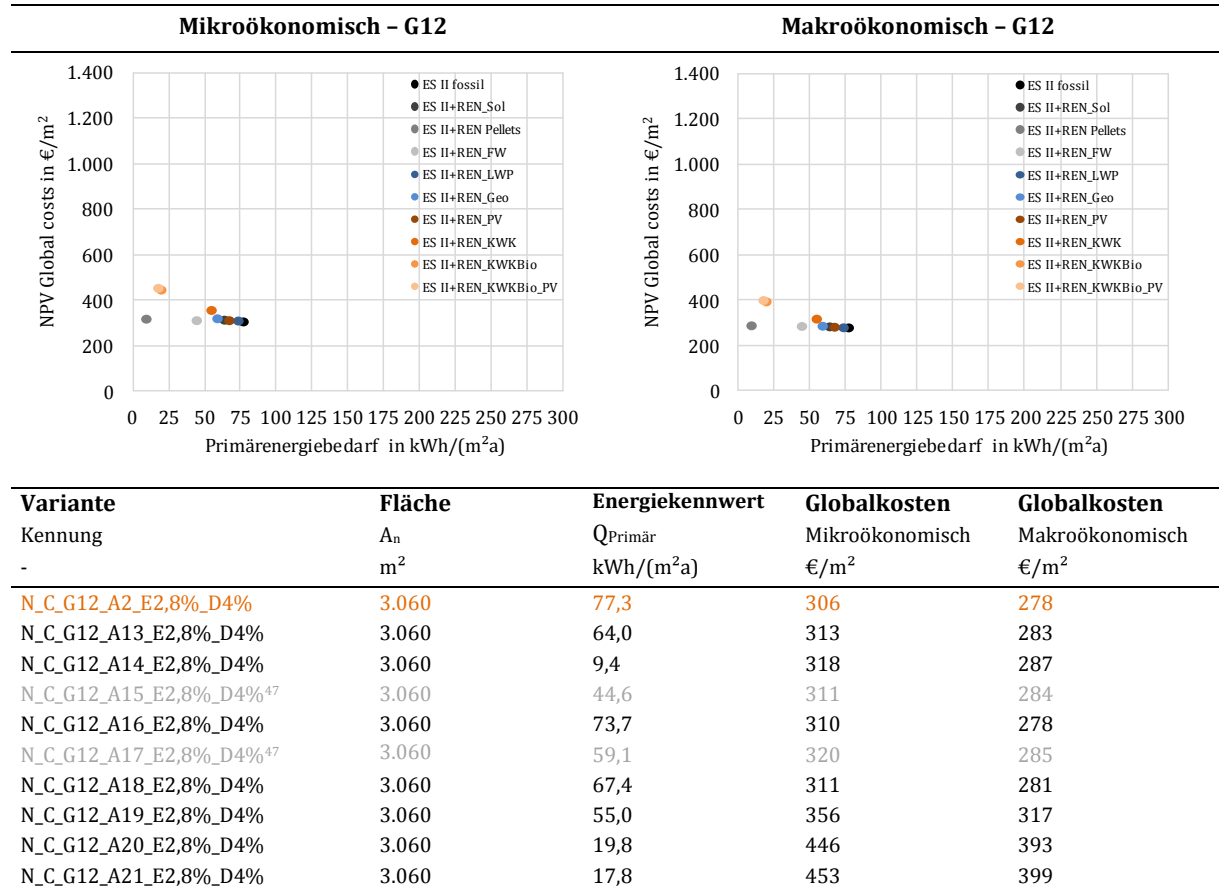 Mikroökonomisch – G12
Makroökonomisch – G12
NPV Global costs in €/m²
1.400
1.200
1.000
800
600
400
200
0
0 25 50 75 100 125 150 175 200 225 250 275 300
Primärenergiebedarf in kWh/(m²a)
ES II fossil
ES II+REN_Sol
ES II+REN Pellets
ES II+REN_FW
ES II+REN_LWP
ES II+REN_Geo
ES II+REN_PV
ES II+REN_KWK
ES II+REN_KWKBio
ES II+REN_KWKBio_PV
NPV Global costs in €/m²
1.400
1.200
1.000
800
600
400
200
0
0 25 50 75 100 125 150 175 200 225 250 275 300
Primärenergiebedarf in kWh/(m²a)
ES II fossil
ES II+REN_Sol
ES II+REN Pellets
ES II+REN_FW
ES II+REN_LWP
ES II+REN_Geo
ES II+REN_PV
ES II+REN_KWK
ES II+REN_KWKBio
ES II+REN_KWKBio_PV
Variante Fläche Energiekennwert Globalkosten Globalkosten
Kennung An QPrimär Mikroökonomisch Makroökonomisch
- m² kWh/(m²a) €/m² €/m²
N_C_G12_A2_E2,8%_D4% 3.060 77,3 306 278
N_C_G12_A13_E2,8%_D4% 3.060 64,0 313 283
N_C_G12_A14_E2,8%_D4% 3.060 9,4 318 287
N_C_G12_A15_E2,8%_D4%⁴⁷ 3.060 44,6 311 284
N_C_G12_A16_E2,8%_D4% 3.060 73,7 310 278
N_C_G12_A17_E2,8%_D4%⁴⁷ 3.060 59,1 320 285
N_C_G12_A18_E2,8%_D4% 3.060 67,4 311 281
N_C_G12_A19_E2,8%_D4% 3.060 55,0 356 317
N_C_G12_A20_E2,8%_D4% 3.060 19,8 446 393
N_C_G12_A21_E2,8%_D4% 3.060 17,8 453 399